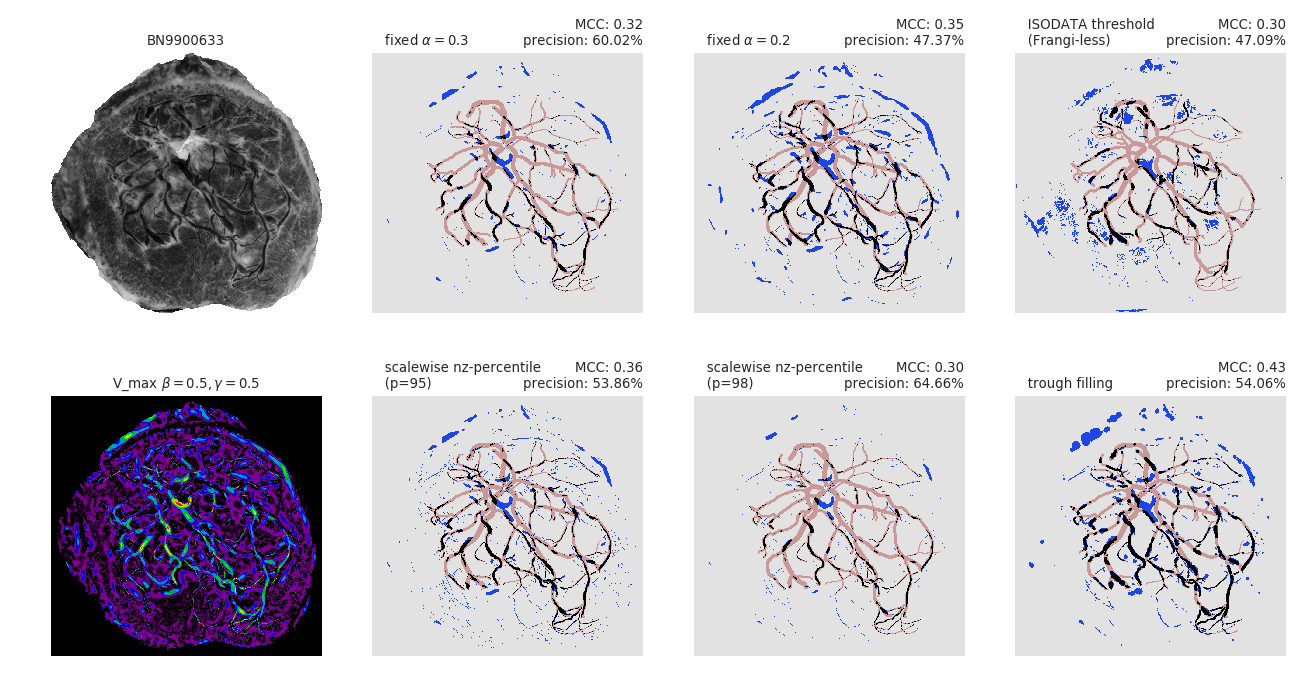 BN9900633
MCC: 0.32
fixed α = 0.3 precision: 60.02%
MCC: 0.35
fixed α = 0.2 precision: 47.37%
ISODATA threshold MCC: 0.30
(Frangi-less) precision: 47.09%
V_max β = 0.5, γ = 0.5
scalewise nz-percentile MCC: 0.36
(p=95) precision: 53.86%
scalewise nz-percentile MCC: 0.30
(p=98) precision: 64.66%
MCC: 0.43
trough filling precision: 54.06%